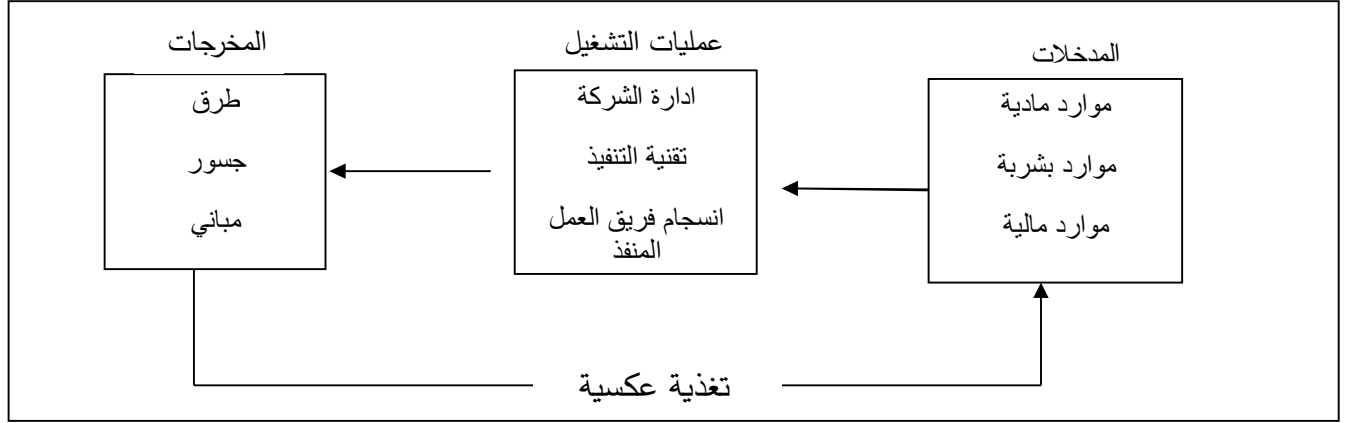 المدخلات
موارد مادية
موارد بشربة
موارد مالية
عمليات التشغيل
ادارة الشركة
تقنية التنفيذ
انسجام فريق العمل
المنفذ
المخرجات
طرق
جسور
مباني
تغذية عكسية